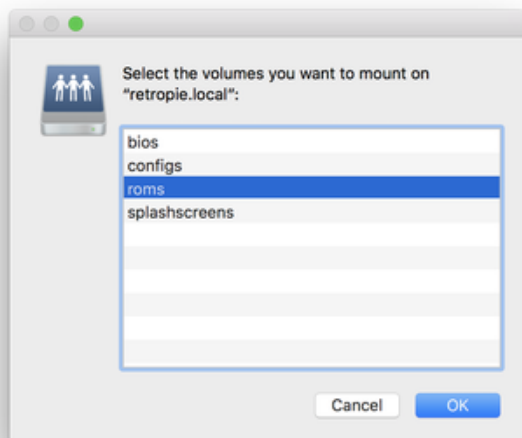 Select the volumes you want to mount on
“retropie.local”:
bios
configs
roms
splashscreens
Cancel
OK